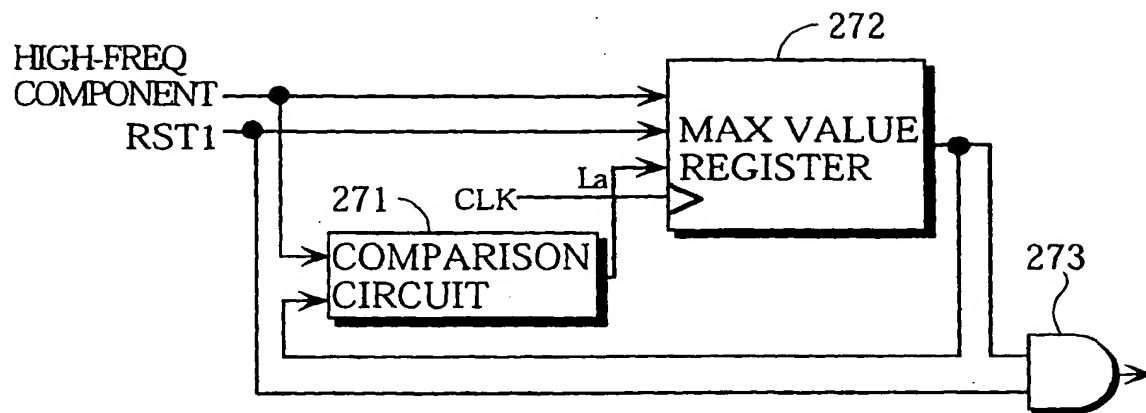 272
HIGH-FREQ
COMPONENT
RST1
MAX VALUE
REGISTER
La
CLK
271
COMPARISON
CIRCUIT
273